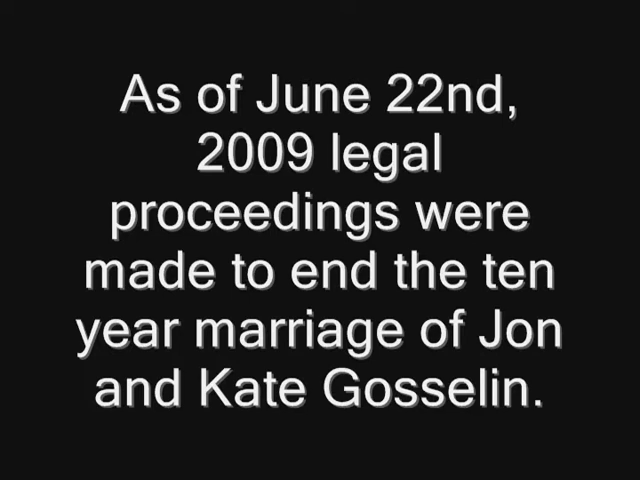 As of June 22nd,
2009 legal
proceedings were
made to end the ten
year marriage of Jon
and Kate Gosselin.